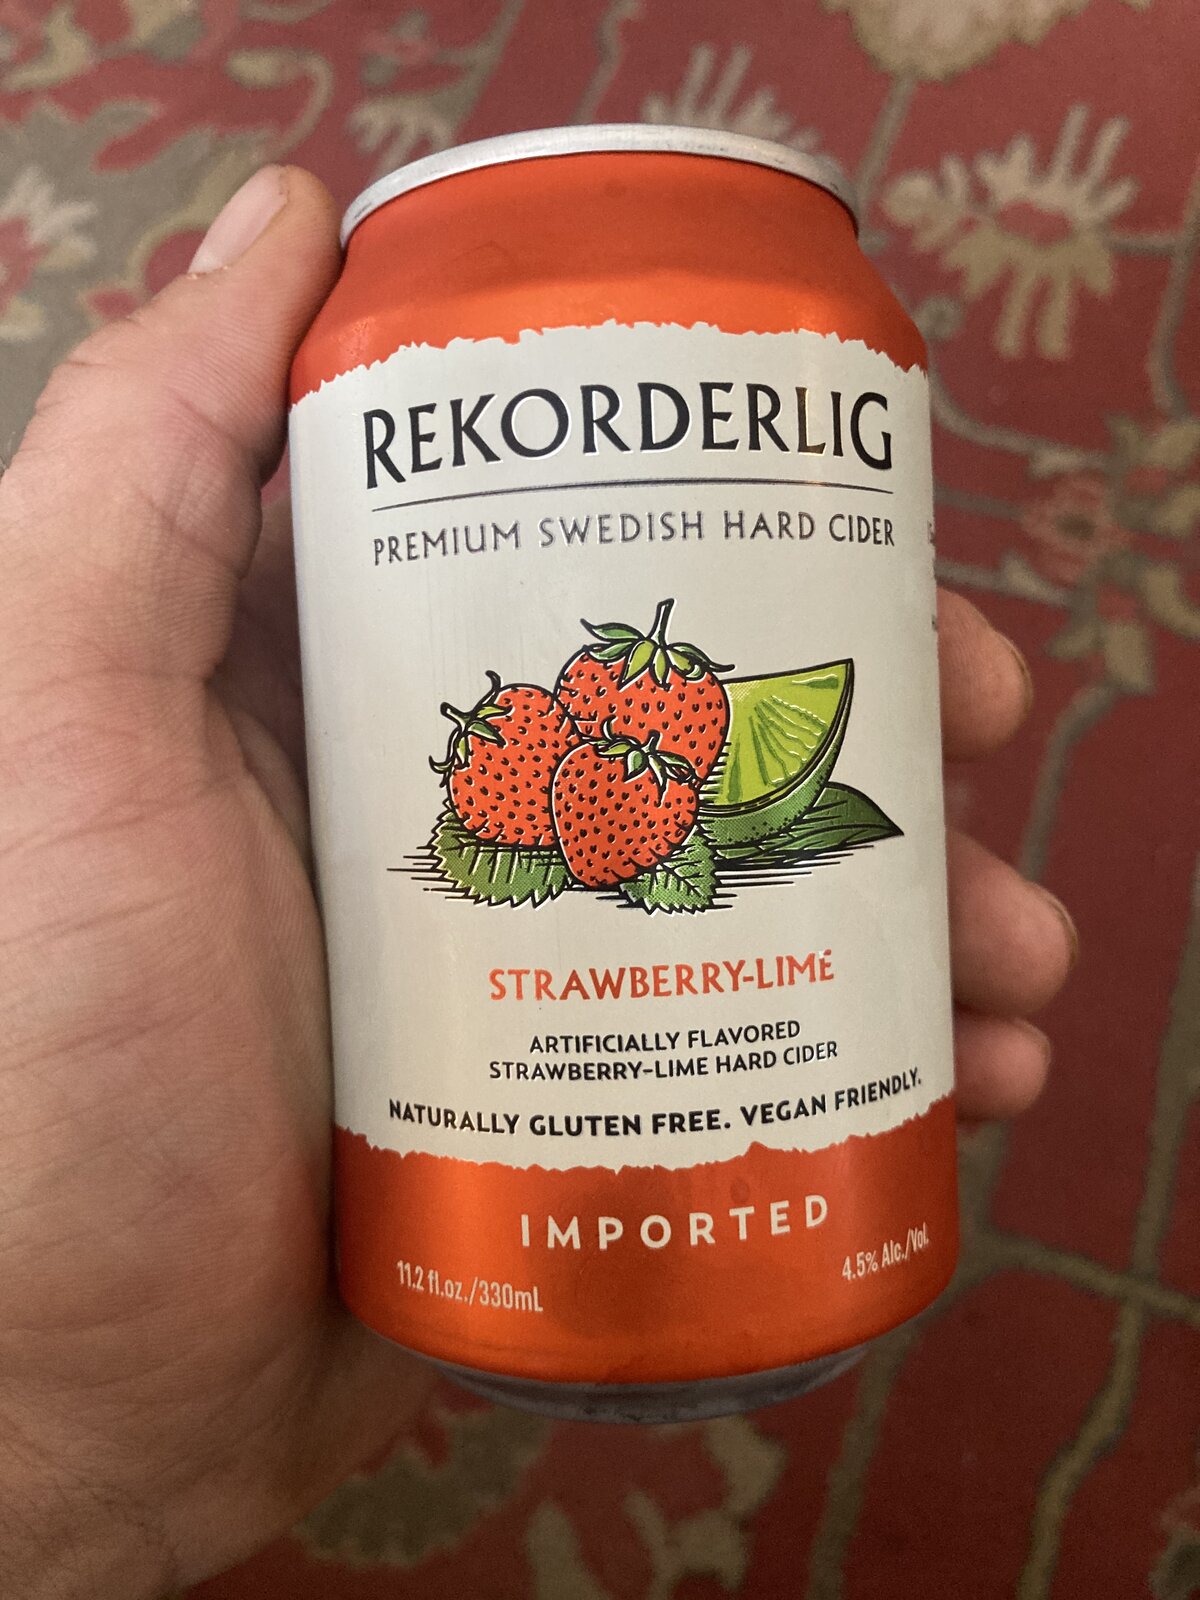 REKORDERLIG
PREMIUM SWEDISH HARD CIDER
STRAWBERRY-LIME
ARTIFICIALLY FLAVORED
STRAWBERRY-LIME HARD CIDER
NATURALLY GLUTEN FREE. VEGAN FRIENDLY.
IMPORTED
11.2 fl.oz./330mL
4.5% Alc./Vol.